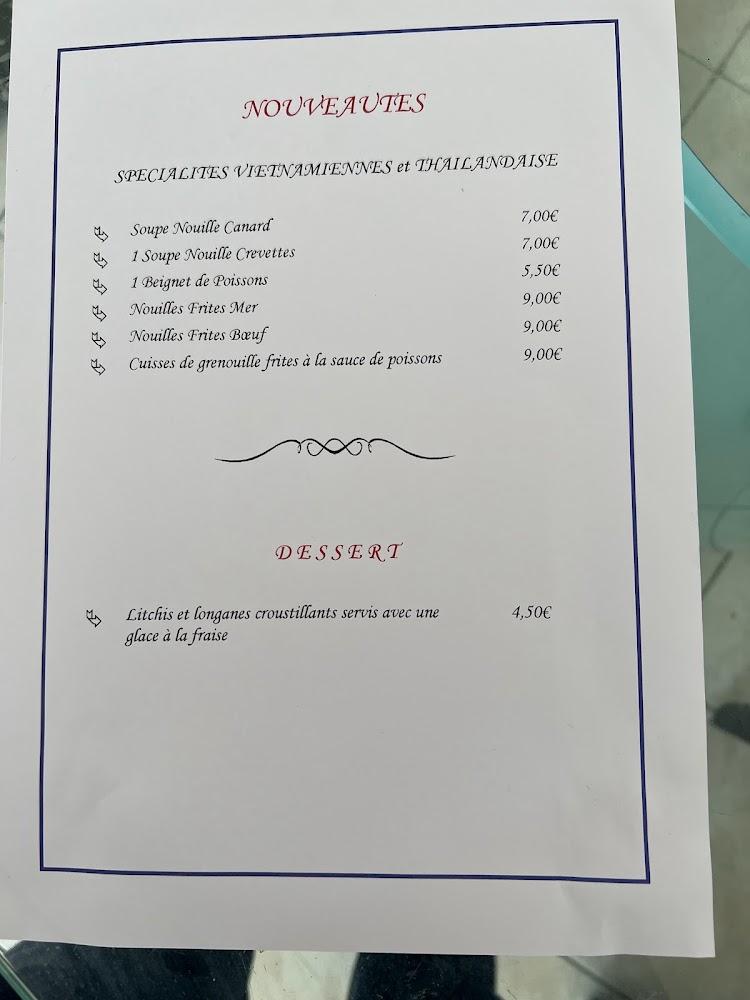 NOUVEAUTES
SPECIALITES VIETNAMIENNES et THAILANDAISE
Soupe Nouille Canard 7,00€
1 Soupe Nouille Crevettes 7,00€
1 Beignet de Poissons 5,50€
Nouilles Frites Mer 9,00€
Nouilles Frites Bœuf 9,00€
Cuisses de grenouille frites à la sauce de poissons 9,00€
DESSERT
Litchis et longanes croustillants servis avec une 4,50€
glace à la fraise